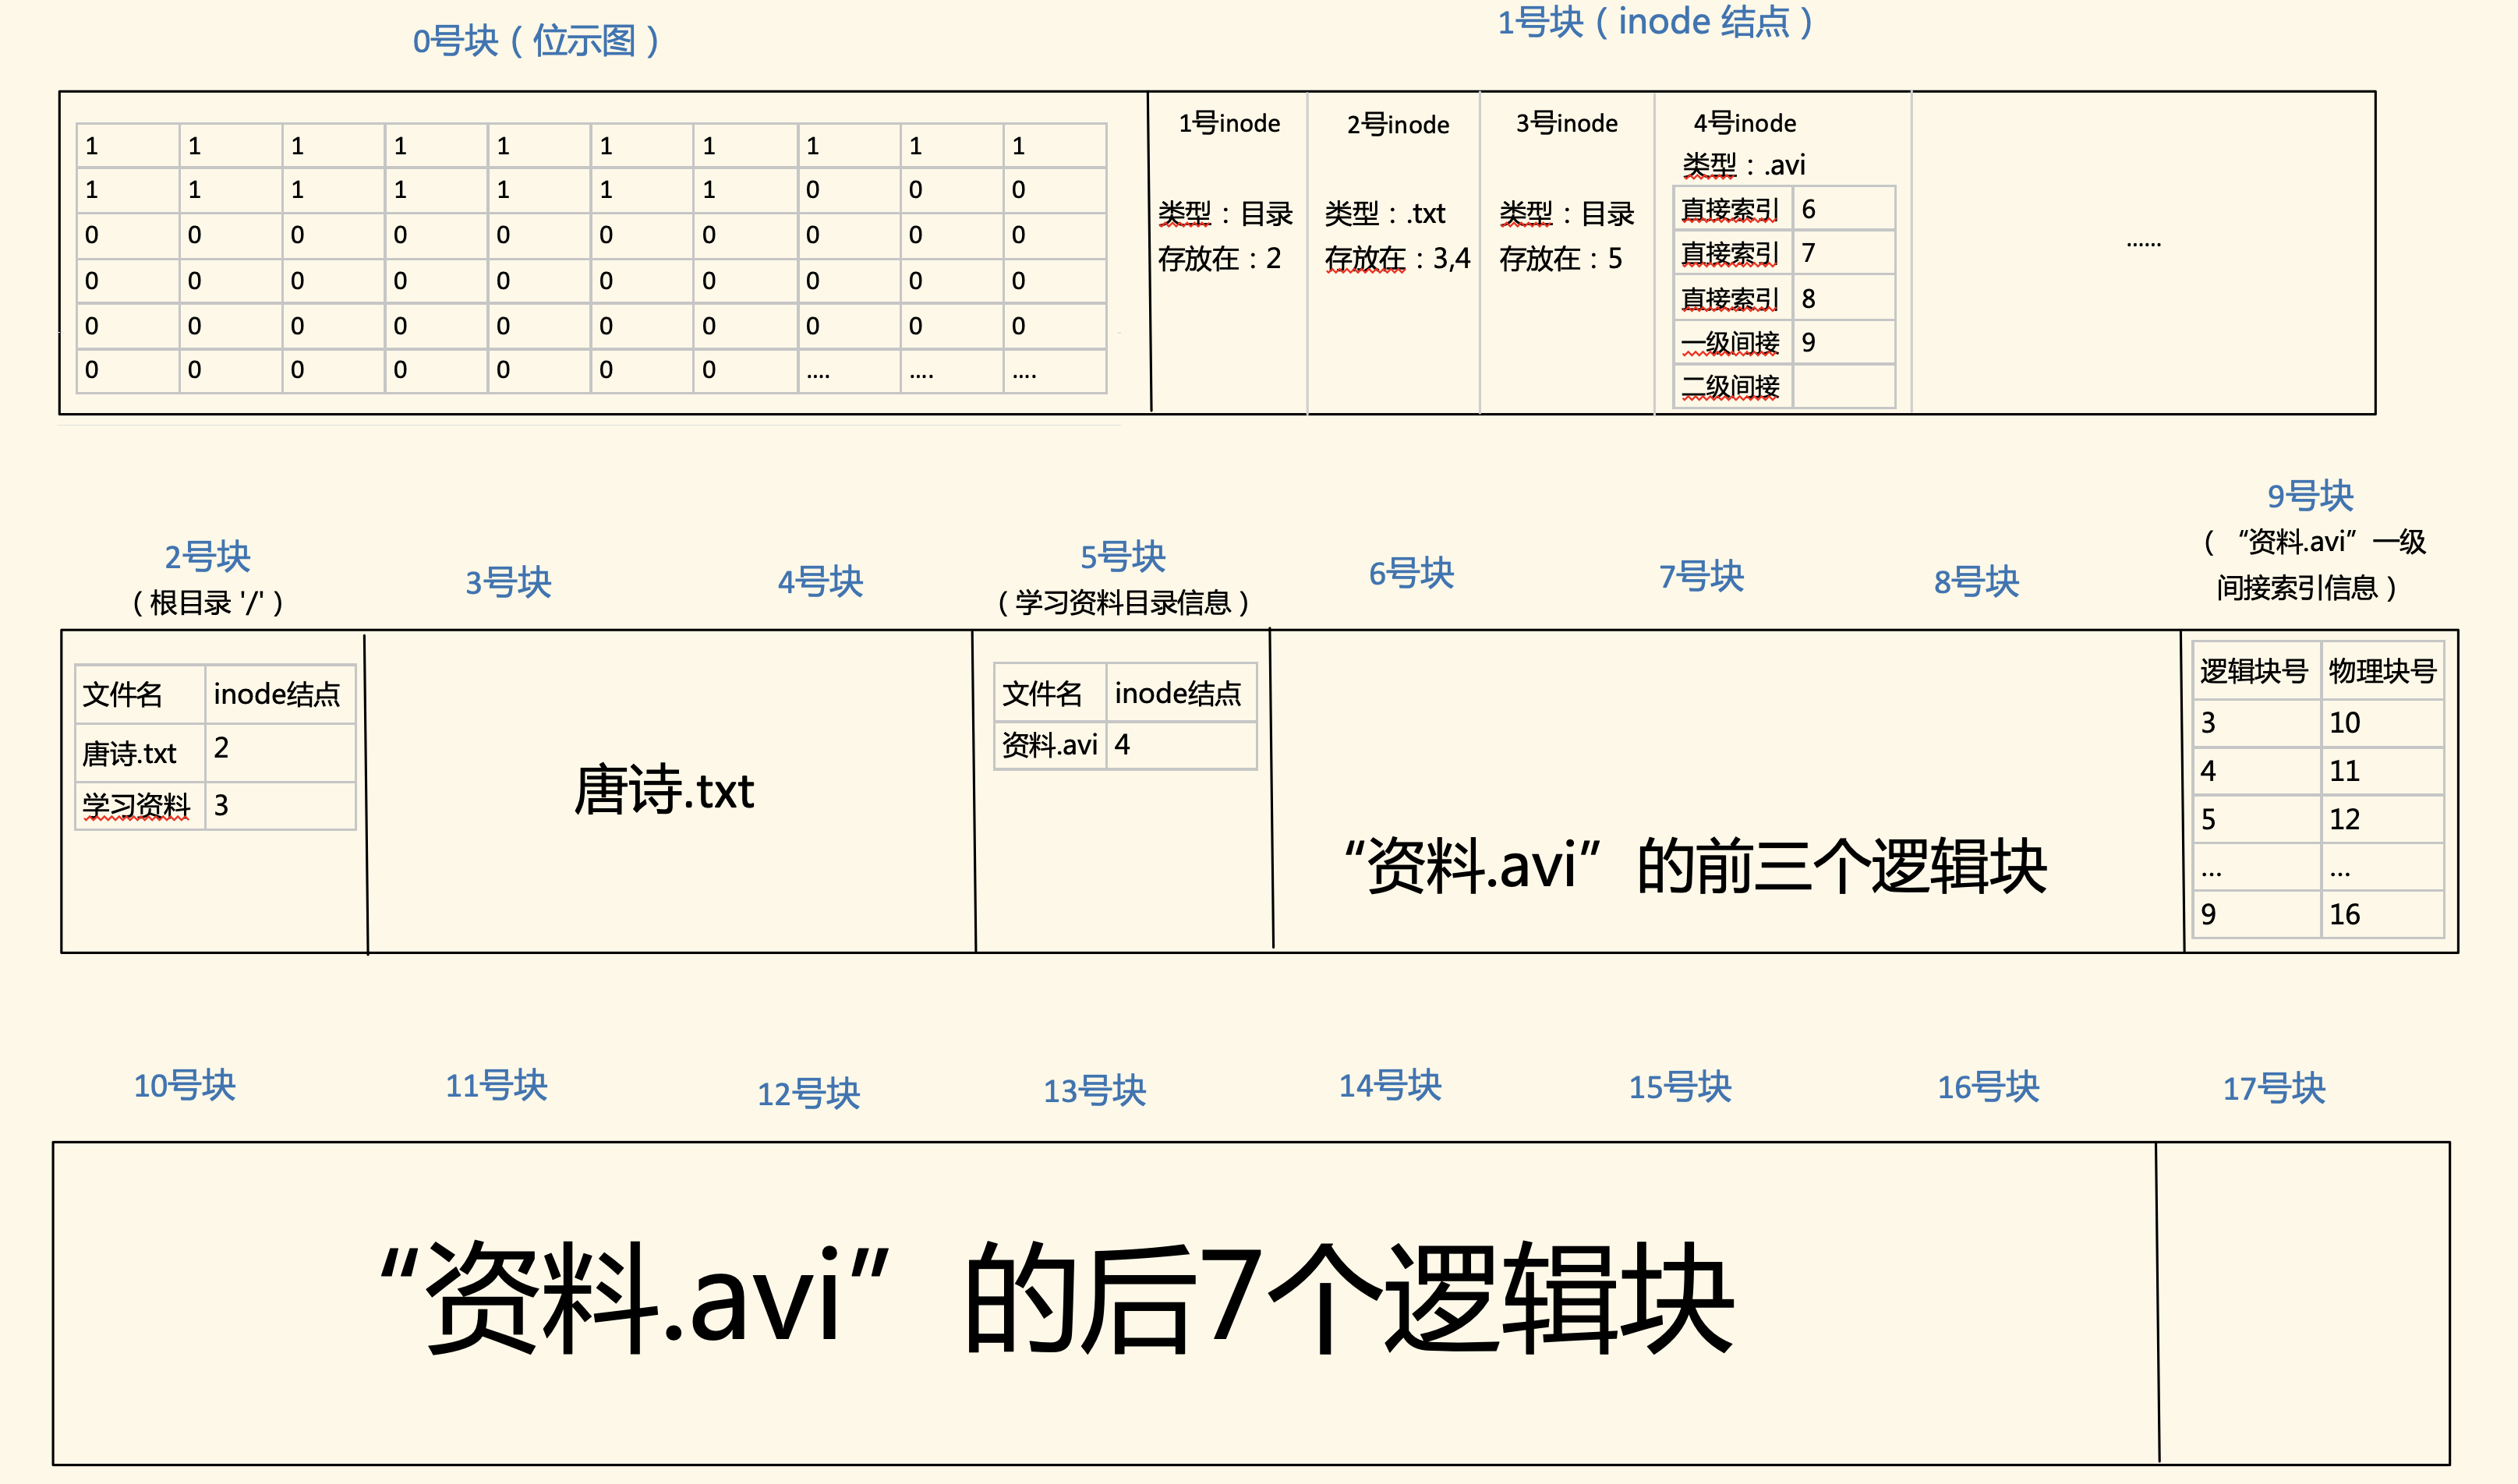 0号块（位示图）
1号块（inode 结点）
1 1 1 1 1 1 1 1 1 1
1 1 1 1 1 1 1 0 0 0
0 0 0 0 0 0 0 0 0 0
0 0 0 0 0 0 0 0 0 0
0 0 0 0 0 0 0 0 0 0
0 0 0 0 0 0 0 .... .... ....
1号inode
类型：目录
存放在：2
2号inode
类型：.txt
存放在：3,4
3号inode
类型：目录
存放在：5
4号inode
类型：.avi
直接索引 6
直接索引 7
直接索引 8
一级间接 9
二级间接
......
2号块
（根目录 '/'）
3号块
4号块
5号块
（学习资料目录信息）
6号块
7号块
8号块
9号块
（“资料.avi”一级
间接索引信息）
文件名 inode结点
唐诗.txt 2
学习资料 3
唐诗.txt
文件名 inode结点
资料.avi 4
“资料.avi”的前三个逻辑块
逻辑块号 物理块号
3 10
4 11
5 12
... ...
9 16
10号块
11号块
12号块
13号块
14号块
15号块
16号块
17号块
“资料.avi”的后7个逻辑块